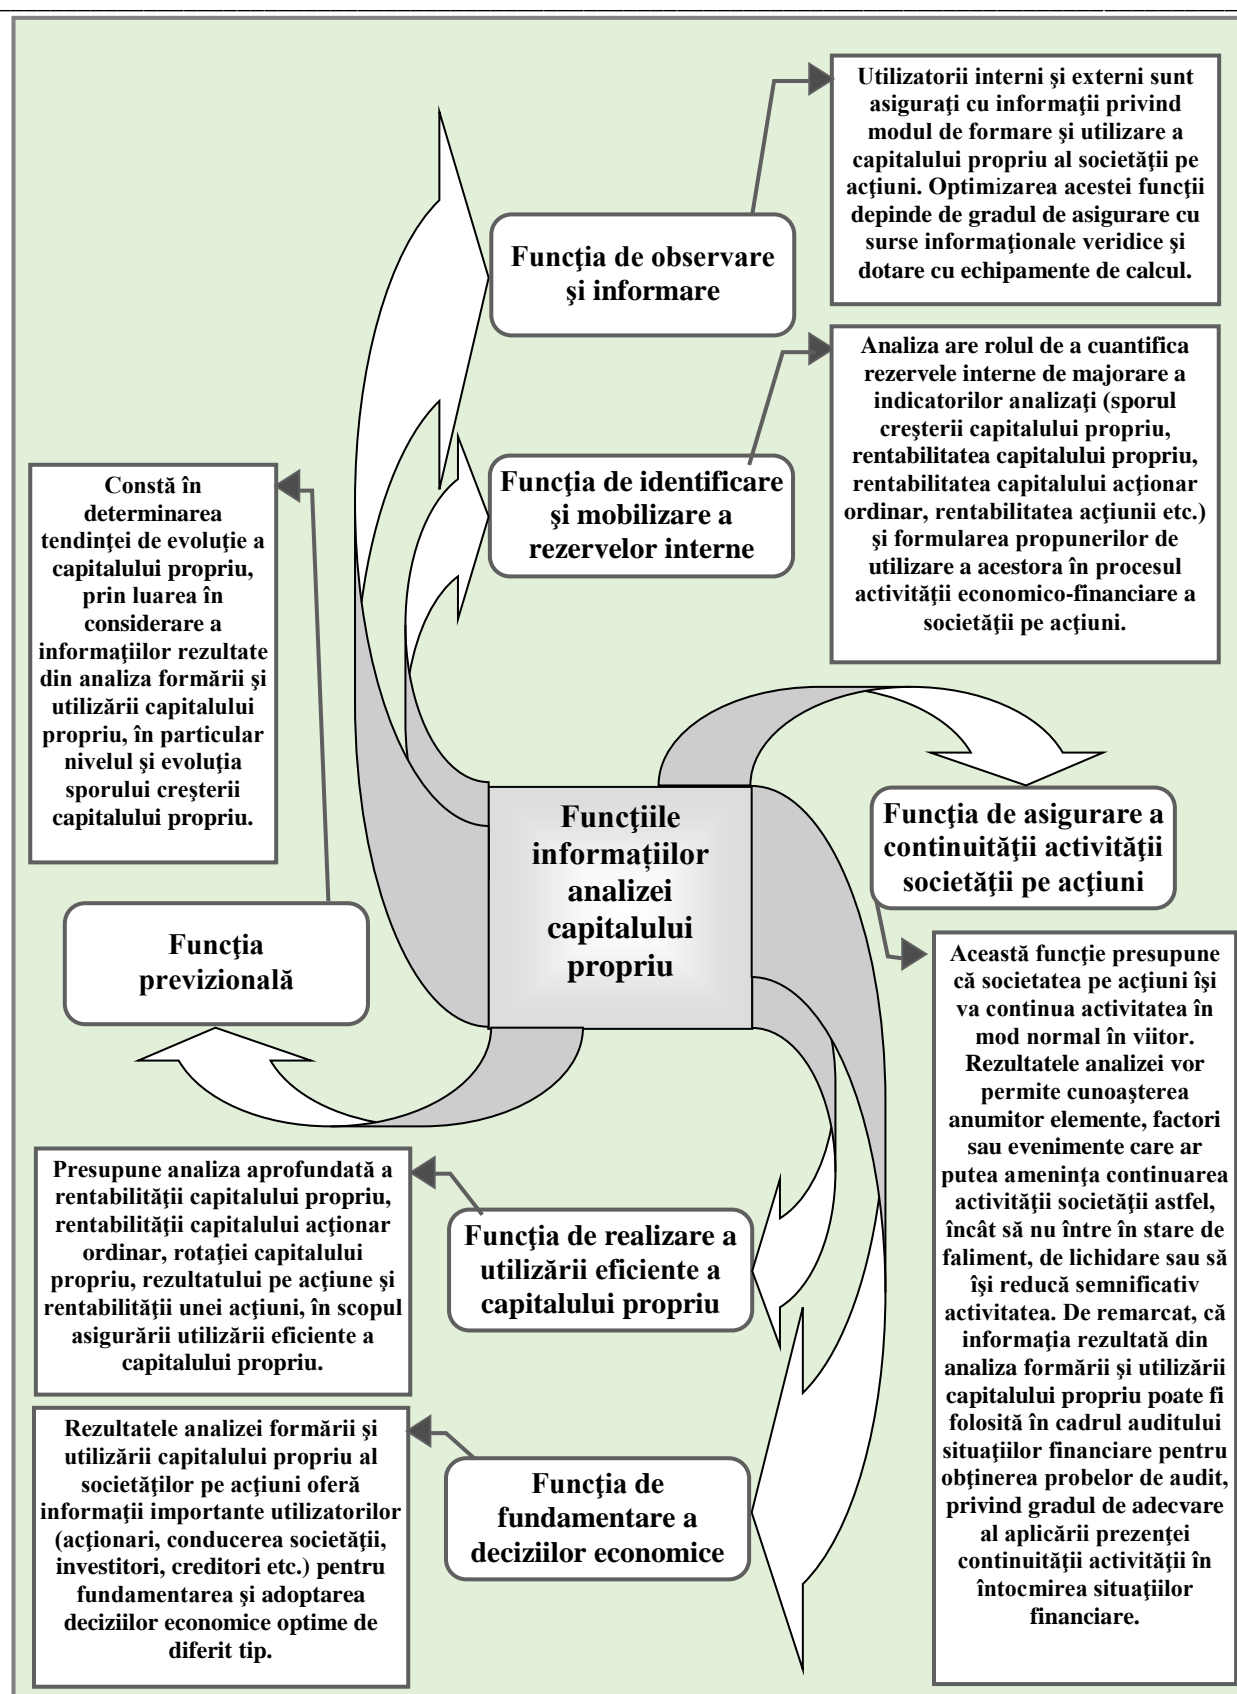 Utilizatorii interni şi externi sunt
asiguraţi cu informaţii privind
modul de formare şi utilizare a
capitalului propriu al societăţii pe
acţiuni. Optimizarea acestei funcţii
depinde de gradul de asigurare cu
surse informaţionale veridice şi
dotare cu echipamente de calcul.
Funcţia de observare
şi informare
Analiza are rolul de a cuantifica
rezervele interne de majorare a
indicatorilor analizaţi (sporul
creşterii capitalului propriu,
rentabilitatea capitalului propriu,
rentabilitatea capitalului acţionar
ordinar, rentabilitatea acţiunii etc.)
şi formularea propunerilor de
utilizare a acestora în procesul
activităţii economico-financiare a
societăţii pe acţiuni.
Funcţia de identificare
şi mobilizare a
rezervelor interne
Constă în
determinarea
tendinţei de evoluţie a
capitalului propriu,
prin luarea în
considerare a
informaţiilor rezultate
din analiza formării şi
utilizării capitalului
propriu, în particular
nivelul şi evoluţia
sporului creşterii
capitalului propriu.
Funcţiile
informațiilor
analizei
capitalului
propriu
Funcţia de asigurare a
continuităţii activităţii
societăţii pe acţiuni
Funcţia
previzională
Această funcţie presupune
că societatea pe acţiuni îşi
va continua activitatea în
mod normal în viitor.
Rezultatele analizei vor
permite cunoaşterea
anumitor elemente, factori
sau evenimente care ar
putea ameninţa continuarea
activităţii societăţii astfel,
încât să nu între în stare de
faliment, de lichidare sau să
îşi reducă semnificativ
activitatea. De remarcat, că
informaţia rezultată din
analiza formării şi utilizării
capitalului propriu poate fi
folosită în cadrul auditului
situaţiilor financiare pentru
obţinerea probelor de audit,
privind gradul de adecvare
al aplicării prezenţei
continuităţii activităţii în
întocmirea situaţiilor
financiare.
Presupune analiza aprofundată a
rentabilităţii capitalului propriu,
rentabilităţii capitalului acţionar
ordinar, rotaţiei capitalului
propriu, rezultatului pe acţiune şi
rentabilităţii unei acţiuni, în scopul
asigurării utilizării eficiente a
capitalului propriu.
Funcţia de realizare a
utilizării eficiente a
capitalului propriu
Rezultatele analizei formării şi
utilizării capitalului propriu al
societăţilor pe acţiuni oferă
informaţii importante utilizatorilor
(acţionari, conducerea societăţii,
investitori, creditori etc.) pentru
fundamentarea şi adoptarea
deciziilor economice optime de
diferit tip.
Funcţia de
fundamentare a
deciziilor economice